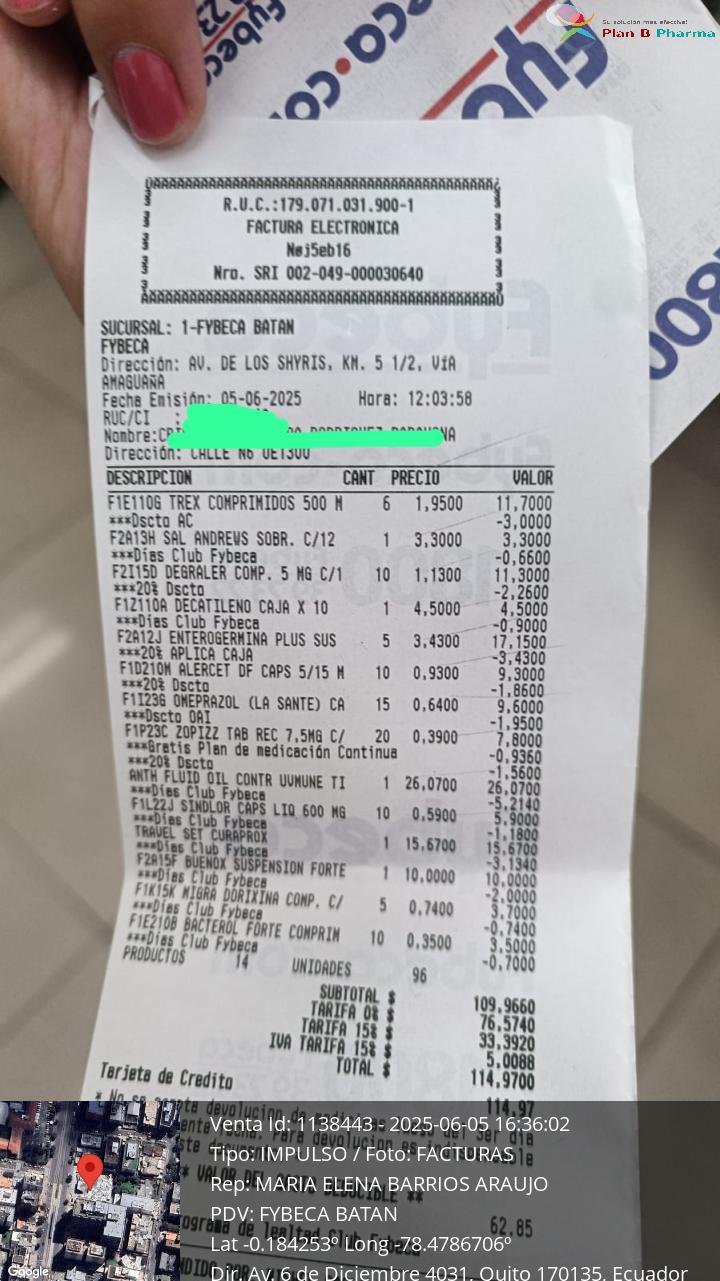 Su solución más efectiva!
Plan B Pharma
Fybeca
R.U.C.:179.071.031.900-1
FACTURA ELECTRONICA
Nøj5eb16
Nro. SRI 002-049-000030640
SUCURSAL: 1-FYBECA BATAN
FYBECA
Dirección: AV. DE LOS SHYRIS, KM. 5 1/2, VíA
AMAGUAÑA
Fecha Emisión: 05-06-2025 Hora: 12:03:58
RUC/CI :
Nombre:
Dirección: CALLE N6 OE1300
DESCRIPCION CANT PRECIO VALOR
F1E110G TREX COMPRIMIDOS 500 M 6 1,9500 11,7000
***Dscto AC -3,0000
F2A13H SAL ANDREWS SOBR. C/12 1 3,3000 3,3000
***Días Club Fybeca -0,6600
F2I15D DEGRALER COMP. 5 MG C/1 10 1,1300 11,3000
***20% Dscto -2,2600
F1Z110A DECATILENO CAJA X 10 1 4,5000 4,5000
***Días Club Fybeca -0,9000
F2A12J ENTEROGERMINA PLUS SUS 5 3,4300 17,1500
***20% APLICA CAJA -3,4300
F1D210M ALERCET DF CAPS 5/15 M 10 0,9300 9,3000
***20% Dscto -1,8600
F1I23G OMEPRAZOL (LA SANTE) CA 15 0,6400 9,6000
***Dscto OAI -1,9500
F1P23C ZOPIZZ TAB REC 7,5MG C/ 20 0,3900 7,8000
***Gratis Plan de medicación Continua -0,9360
***20% Dscto -1,5600
ANTH FLUID OIL CONTR UVMUNE TI 1 26,0700 26,0700
***Días Club Fybeca -5,2140
F1L22J SINDLOR CAPS LIQ 600 MG 10 0,5900 5,9000
***Días Club Fybeca -1,1800
TRAVEL SET CURAPROX 1 15,6700 15,6700
***Días Club Fybeca -3,1340
F2A15F BUENOX SUSPENSION FORTE 1 10,0000 10,0000
***Días Club Fybeca -2,0000
F1K15K MIGRA DORIXINA COMP. C/ 5 0,7400 3,7000
***Días Club Fybeca -0,7400
F1E210B BACTEROL FORTE COMPRIM 10 0,3500 3,5000
***Días Club Fybeca -0,7000
PRODUCTOS 14 UNIDADES 96
SUBTOTAL $ 109,9660
TARIFA 0% $ 76,5740
TARIFA 15% $ 33,3920
IVA TARIFA 15% $ 5,0088
TOTAL $ 114,9700
Tarjeta de Credito 114,97
62.85
Venta Id: 1138443 - 2025-06-05 16:36:02
Tipo: IMPULSO / Foto: FACTURAS
Rep: MARIA ELENA BARRIOS ARAUJO
PDV: FYBECA BATAN
Lat -0.184253º Long -78.4786706º
Dir. Av. 6 de Diciembre 4031, Quito 170135, Ecuador
Google